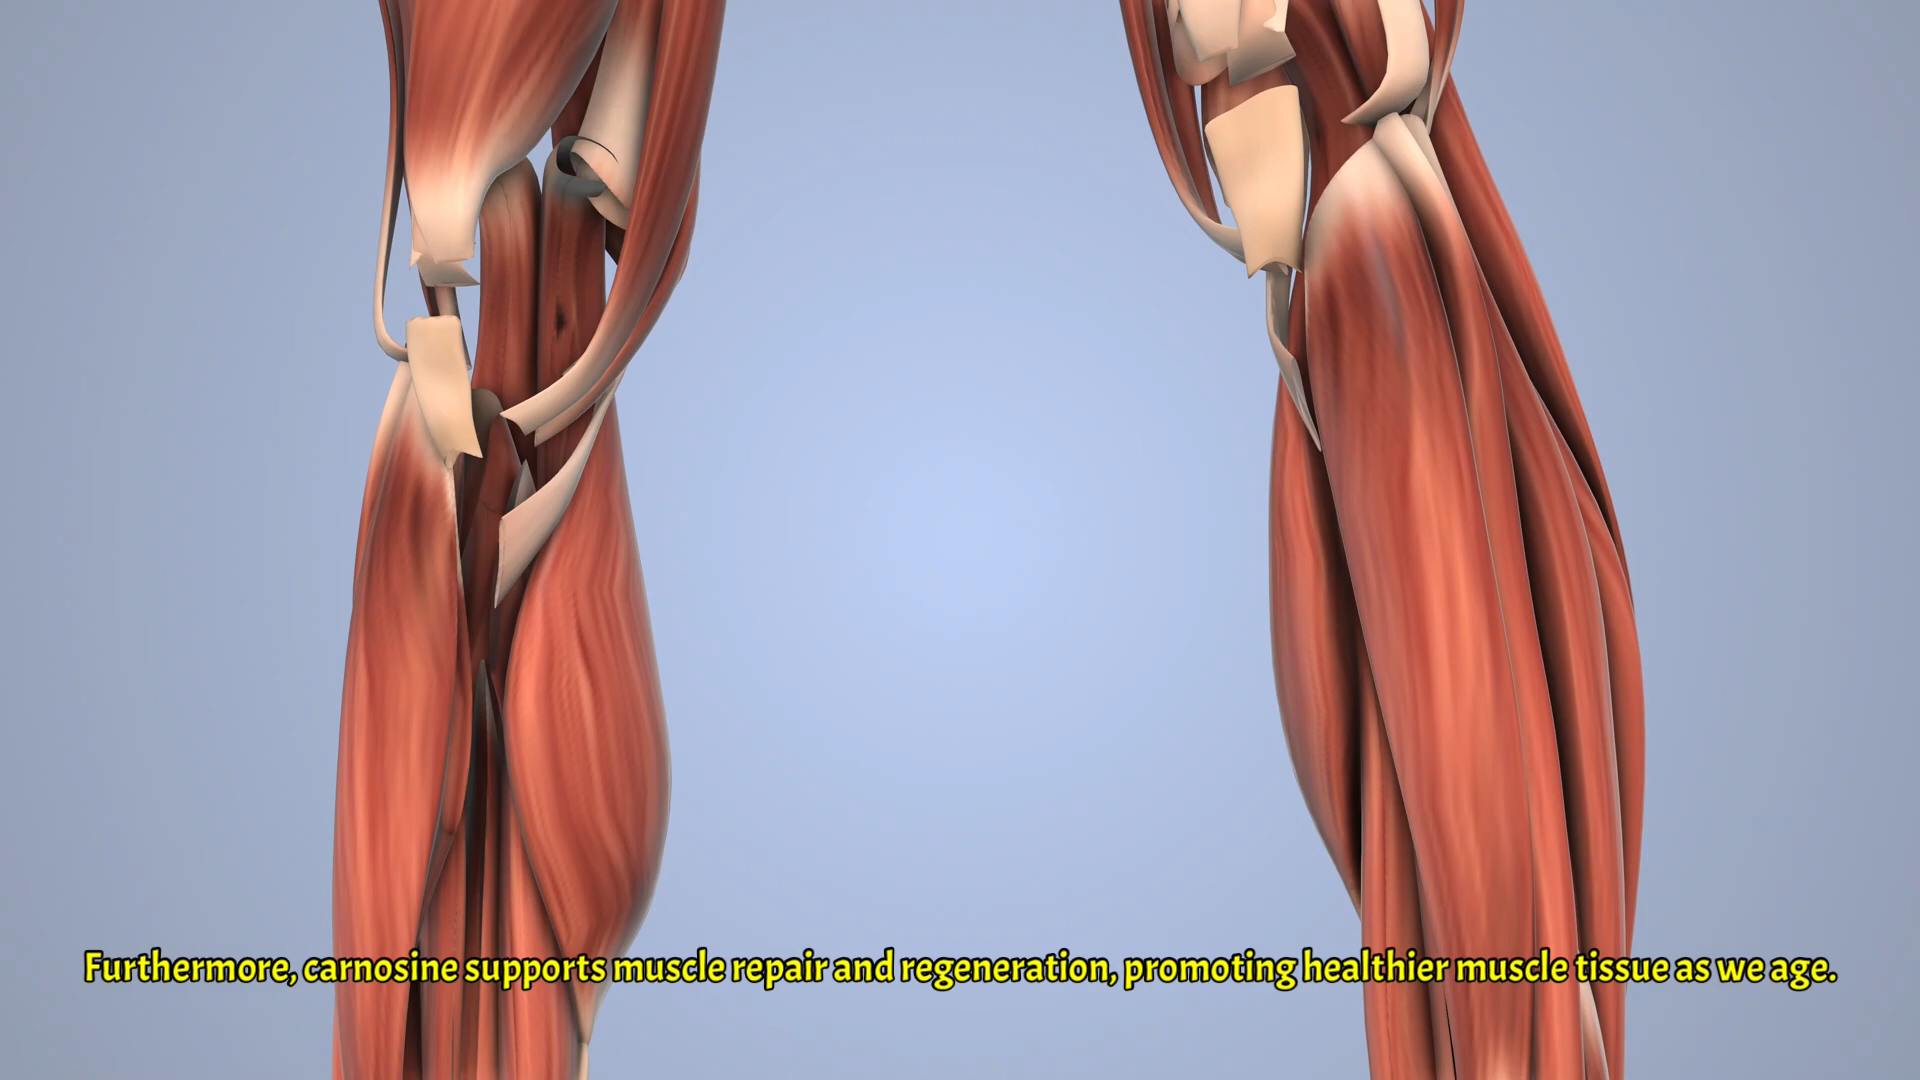 Furthermore, carnosine supports muscle repair and regeneration, promoting healthier muscle tissue as we age.